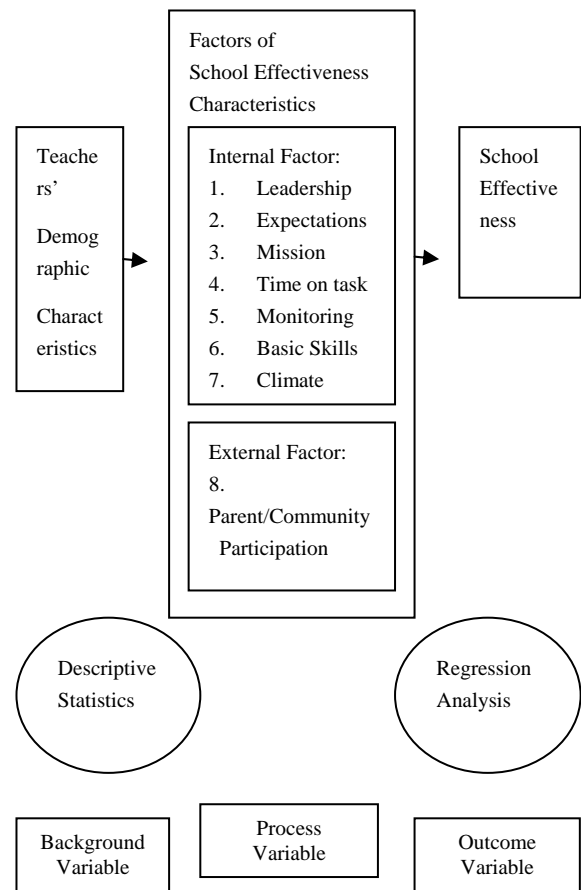 Factors of
School Effectiveness
Characteristics
Teache
rs’
Demog
raphic
Charact
eristics
Internal Factor:
1. Leadership
2. Expectations
3. Mission
4. Time on task
5. Monitoring
6. Basic Skills
7. Climate
External Factor:
8.
Parent/Community
Participation
School
Effective
ness
Descriptive
Statistics
Regression
Analysis
Background
Variable
Process
Variable
Outcome
Variable